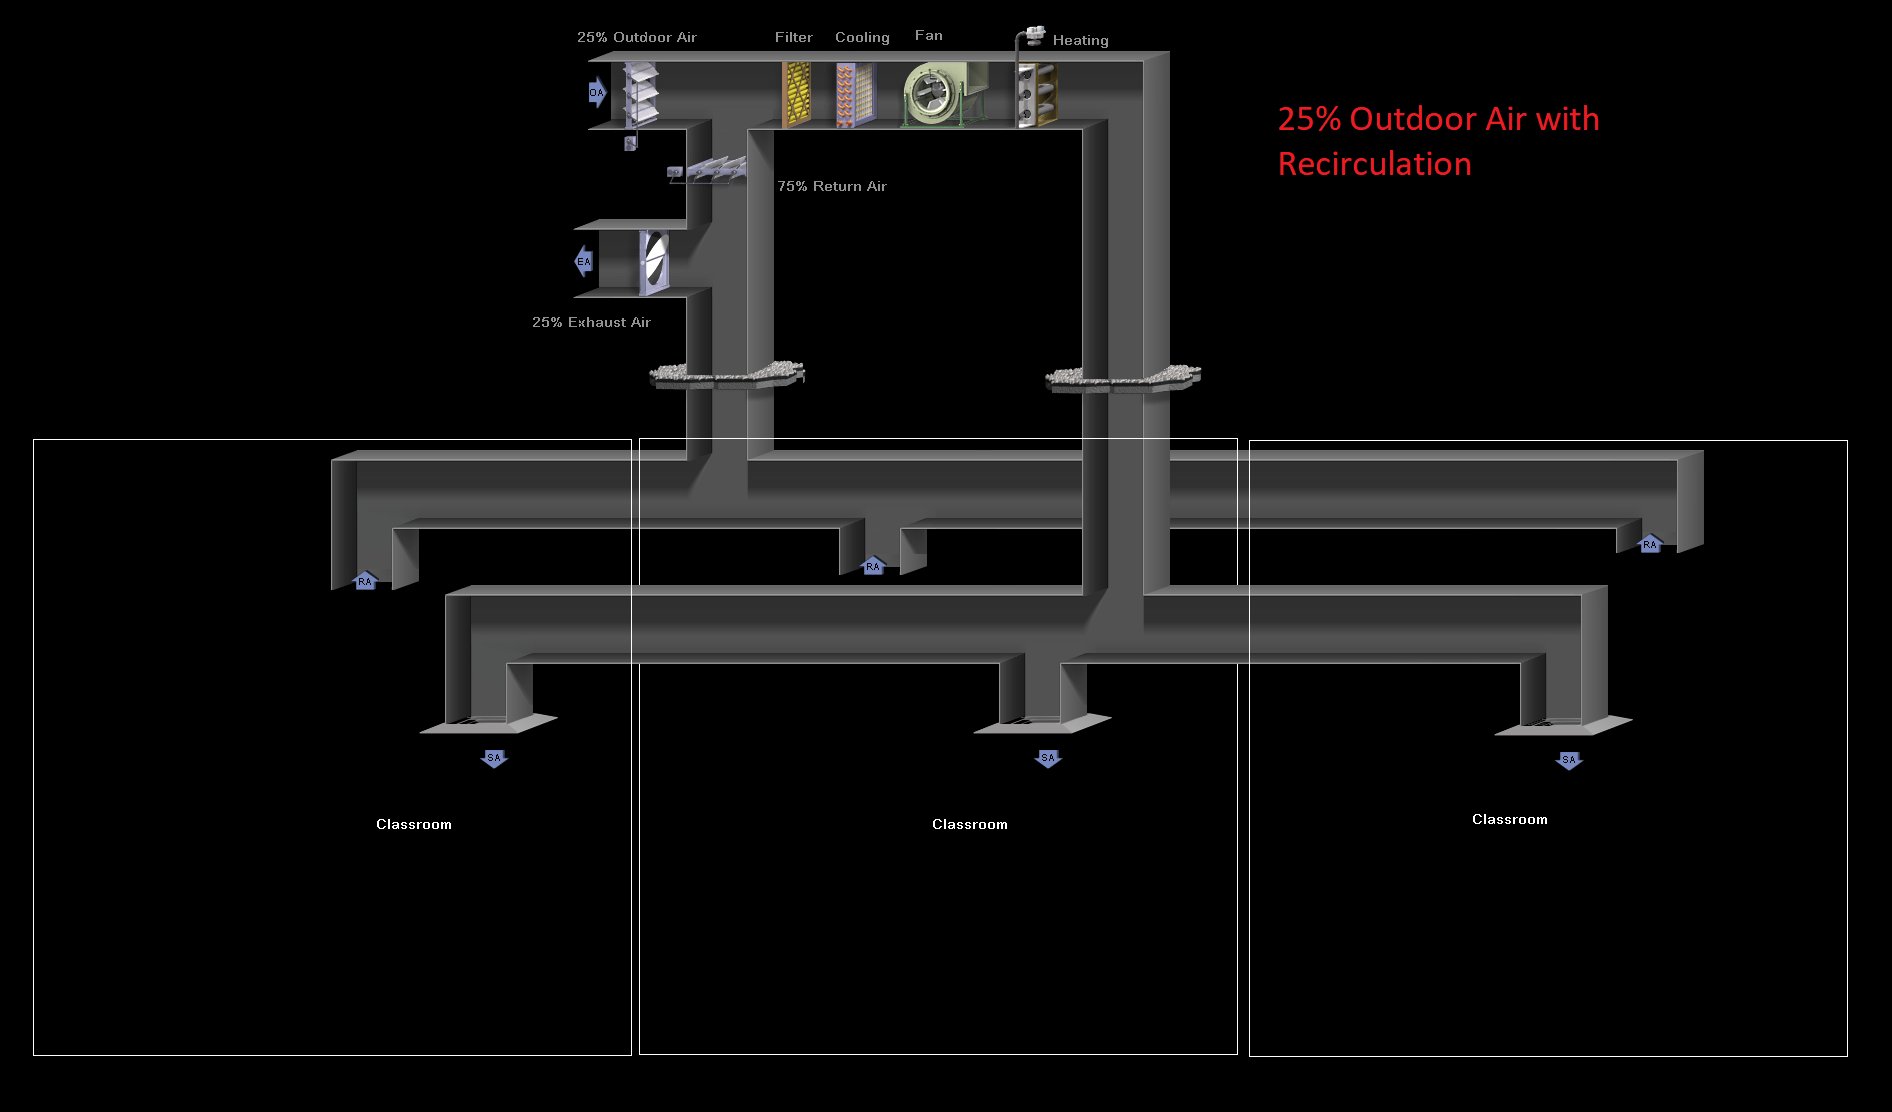 25% Outdoor Air
Filter
Cooling
Fan
Heating
OA
25% Outdoor Air with
Recirculation
75% Return Air
EA
25% Exhaust Air
RA
RA
RA
SA
SA
SA
Classroom
Classroom
Classroom